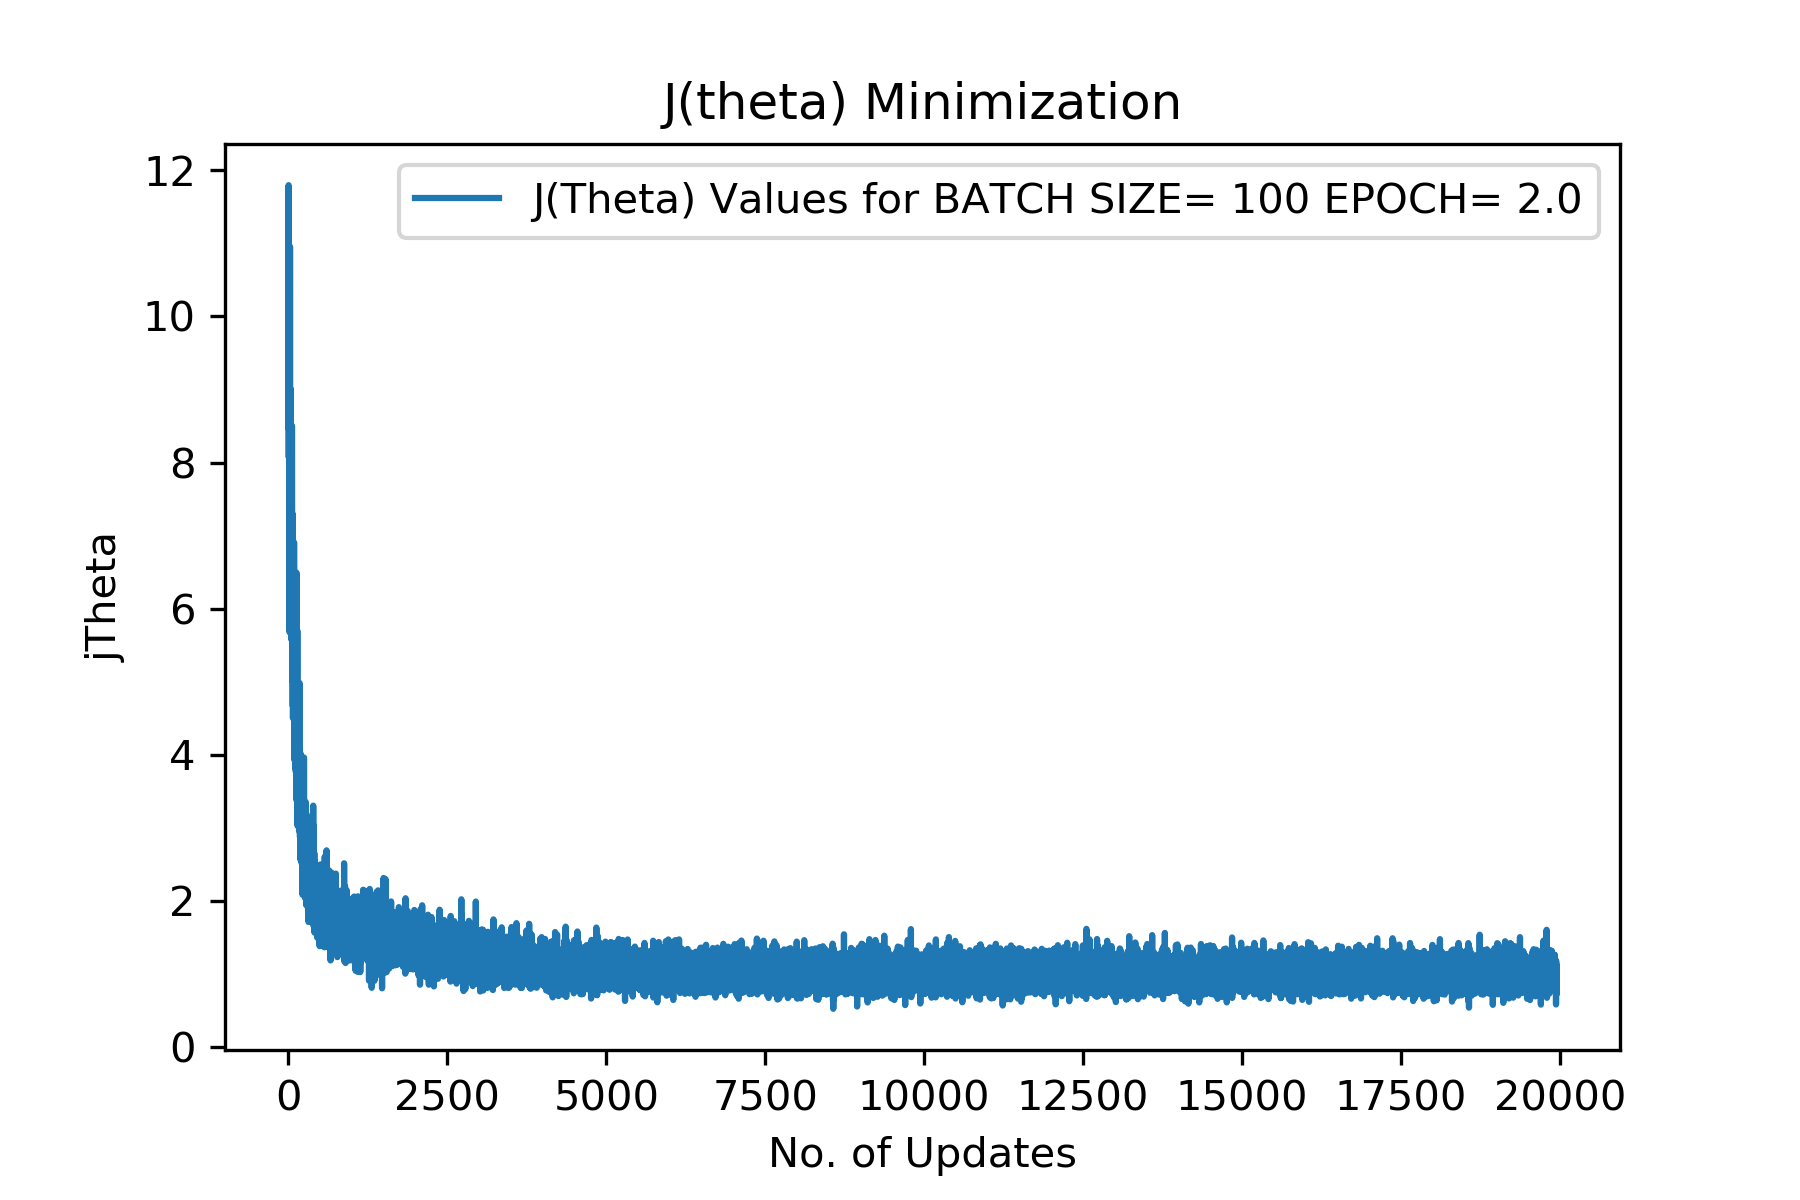 J(theta) Minimization
J(Theta) Values for BATCH SIZE= 100 EPOCH= 2.0
12
10
8
6
4
2
0
jTheta
0 2500 5000 7500 10000 12500 15000 17500 20000
No. of Updates